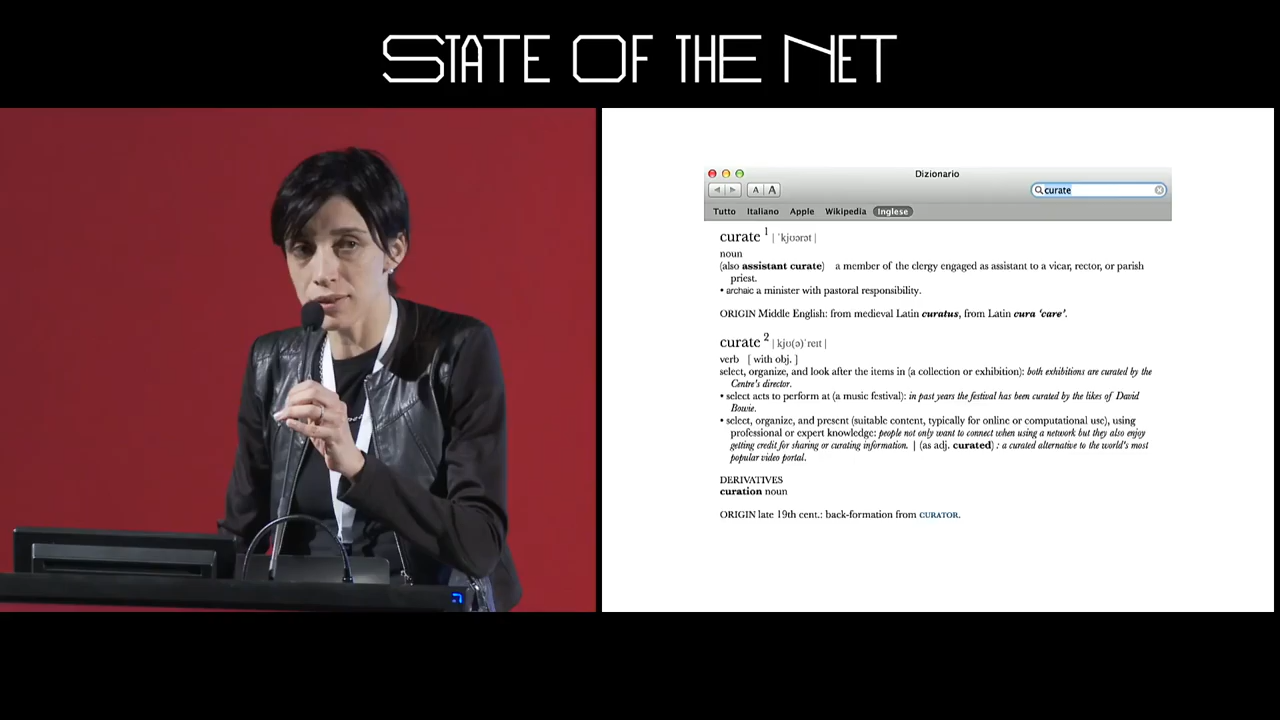 STATE OF THE NET
Dizionario
A A
curate
Tutto Italiano Apple Wikipedia Inglese
curate 1 | ˈkjʊərət |
noun
(also assistant curate) a member of the clergy engaged as assistant to a vicar, rector, or parish
priest.
• archaic a minister with pastoral responsibility.
ORIGIN Middle English: from medieval Latin curatus, from Latin cura ‘care’.
curate 2 | kjʊ(ə)ˈreɪt |
verb [ with obj. ]
select, organize, and look after the items in (a collection or exhibition): both exhibitions are curated by the
Centre's director.
• select acts to perform at (a music festival): in past years the festival has been curated by the likes of David
Bowie.
• select, organize, and present (suitable content, typically for online or computational use), using
professional or expert knowledge: people not only want to connect when using a network but they also enjoy
getting credit for sharing or curating information. | (as adj. curated) : a curated alternative to the world's most
popular video portal.
DERIVATIVES
curation noun
ORIGIN late 19th cent.: back-formation from CURATOR.